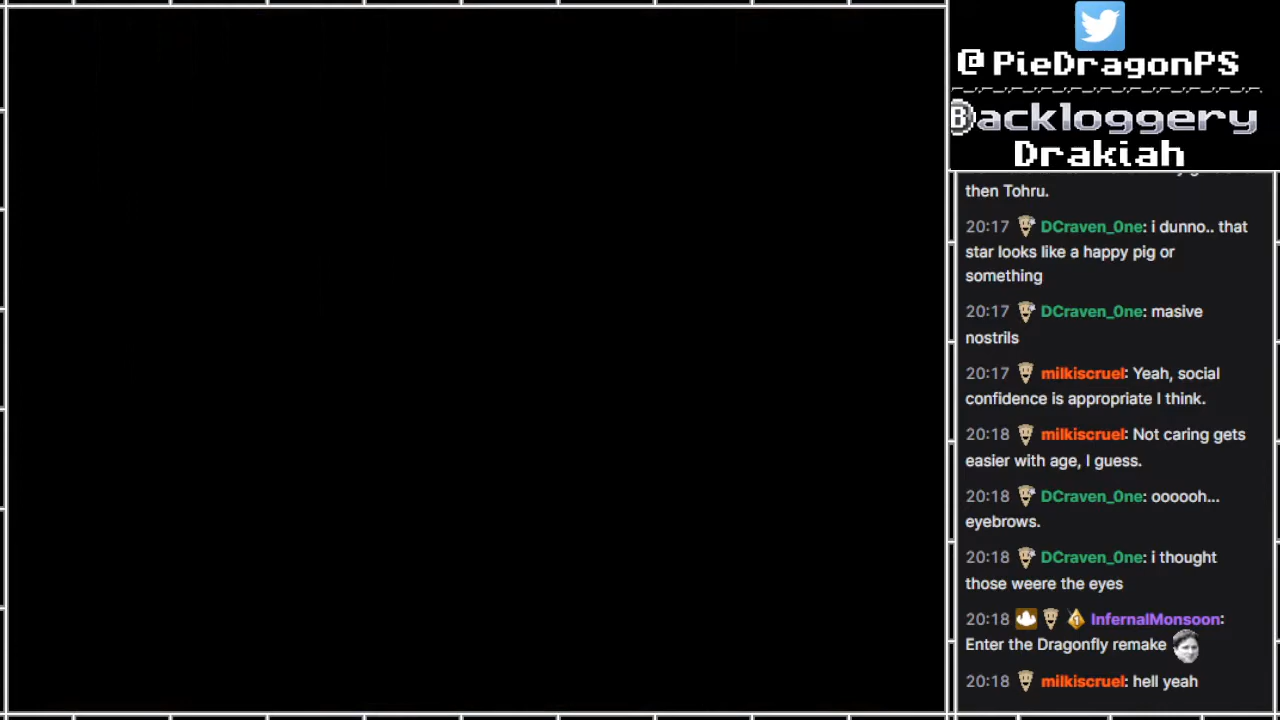 @PieDragonPS
Backloggery
Drakiah
then Tohru.
20:17 DCraven_One: i dunno.. that
star looks like a happy pig or
something
20:17 DCraven_One: masive
nostrils
20:17 milkiscruel: Yeah, social
confidence is appropriate I think.
20:18 milkiscruel: Not caring gets
easier with age, I guess.
20:18 DCraven_One: oooooh...
eyebrows.
20:18 DCraven_One: i thought
those weere the eyes
20:18 InfernalMonsoon:
Enter the Dragonfly remake
20:18 milkiscruel: hell yeah